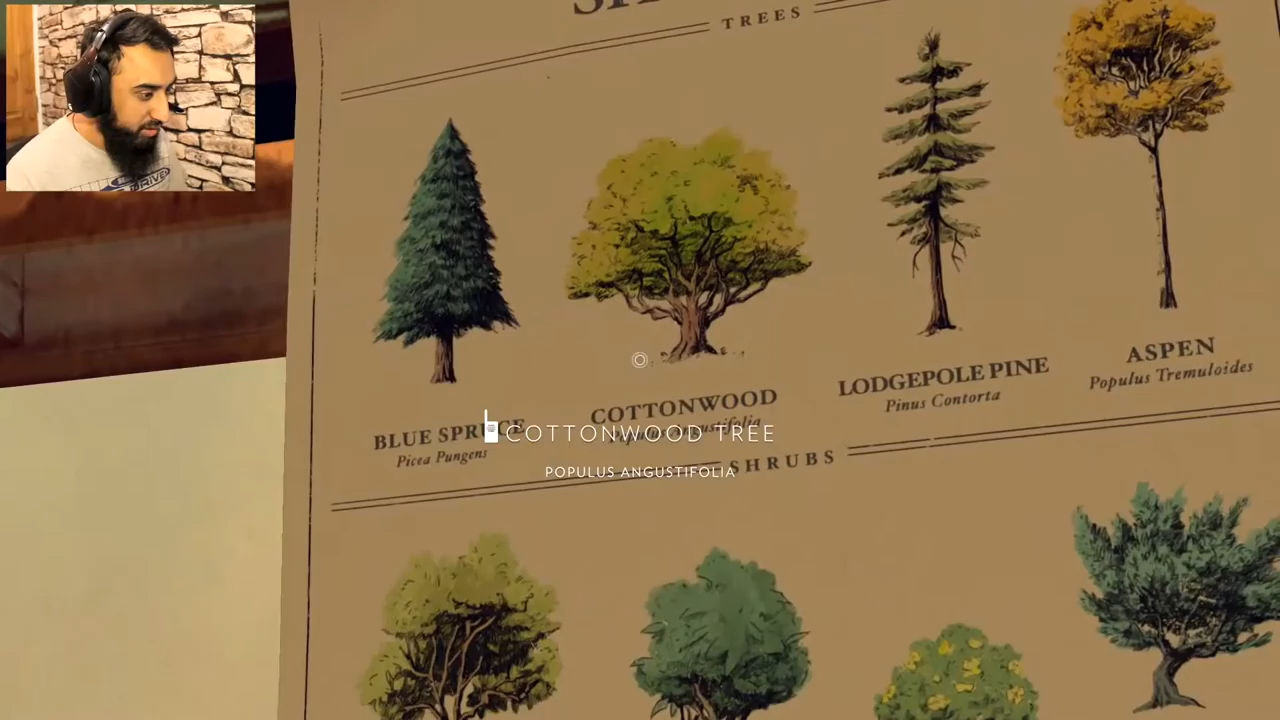 TREES
ASPEN
Populus Tremuloides
LODGEPOLE PINE
Pinus Contorta
COTTONWOOD
BLUE SPRUCE
Picea Pungens
COTTONWOOD TREE
POPULUS ANGUSTIFOLIA
SHRUBS